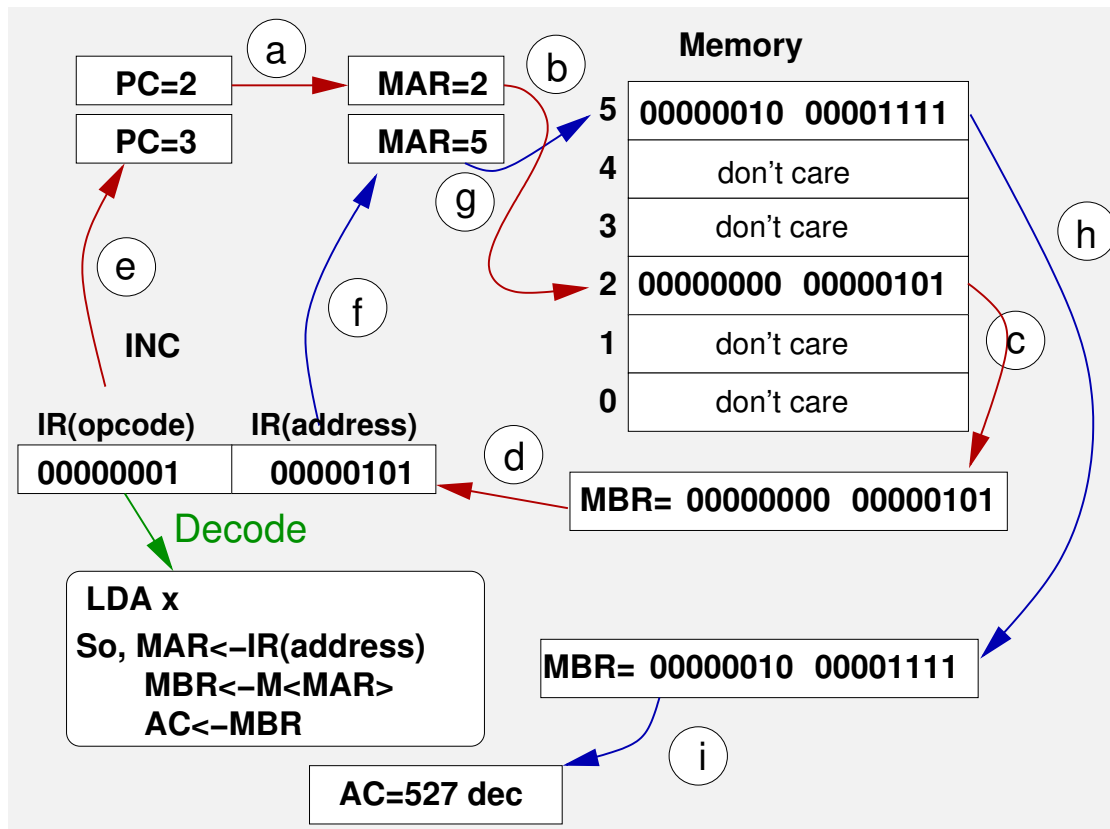 a
b
Memory
PC=2
MAR=2
PC=3
MAR=5
5 00000010 00001111
4 don't care
3 don't care
2 00000000 00000101
1 don't care
0 don't care
g
h
e
f
c
INC
IR(opcode) IR(address)
00000001 00000101
d
MBR= 00000000 00000101
Decode
LDA x
So, MAR<–IR(address)
MBR<–M<MAR>
AC<–MBR
MBR= 00000010 00001111
i
AC=527 dec